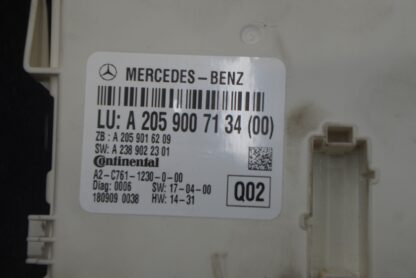 MERCEDES-BENZ
LU: A 205 900 71 34 (00)
ZB : A 205 901 62 09
SW: A 238 902 23 01
Continental
A2-C761-1230-0-00
Diag: 0006 SW: 17-04-00
180909 0038 HW: 14-31
Q02